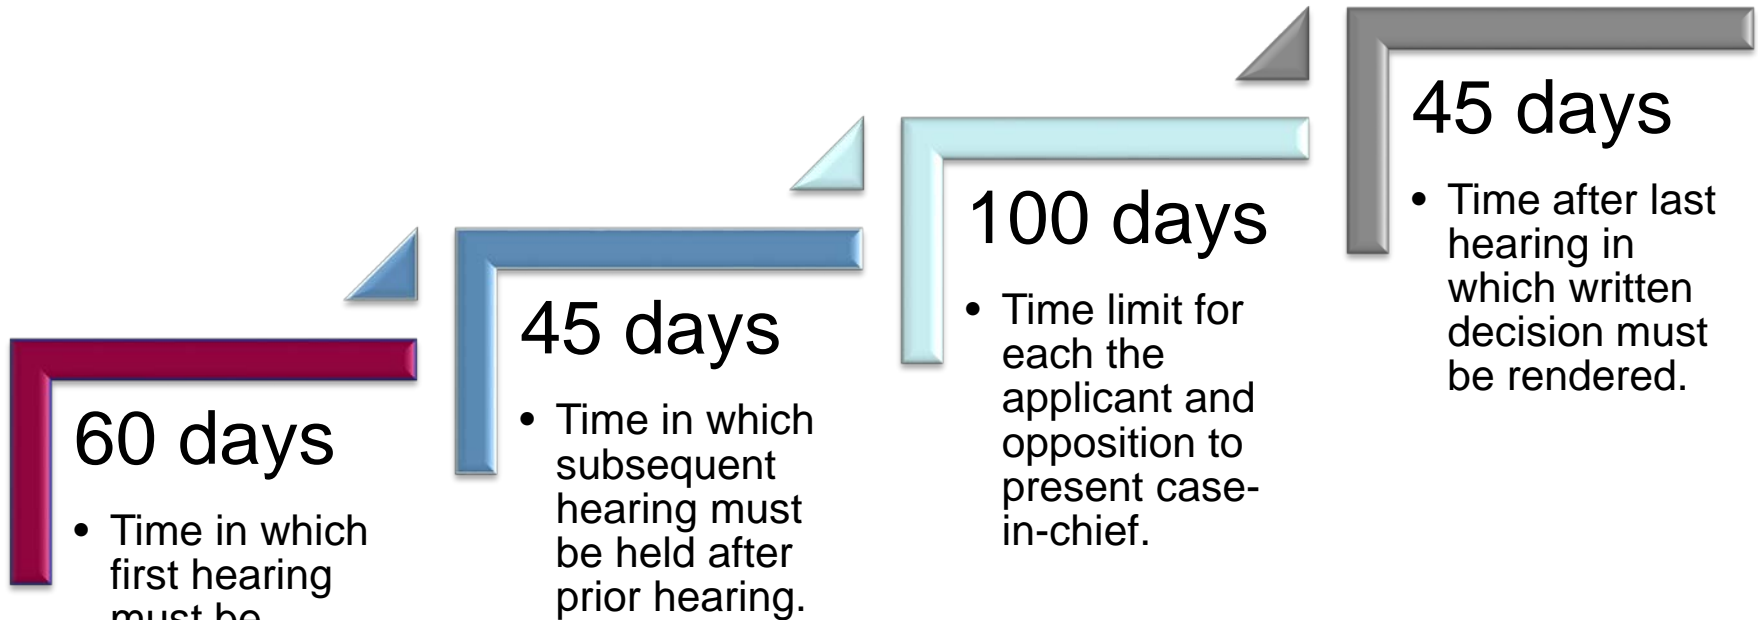 60 days
• Time in which
first hearing
must be
45 days
• Time in which
subsequent
hearing must
be held after
prior hearing.
100 days
• Time limit for
each the
applicant and
opposition to
present case-
in-chief.
45 days
• Time after last
hearing in
which written
decision must
be rendered.